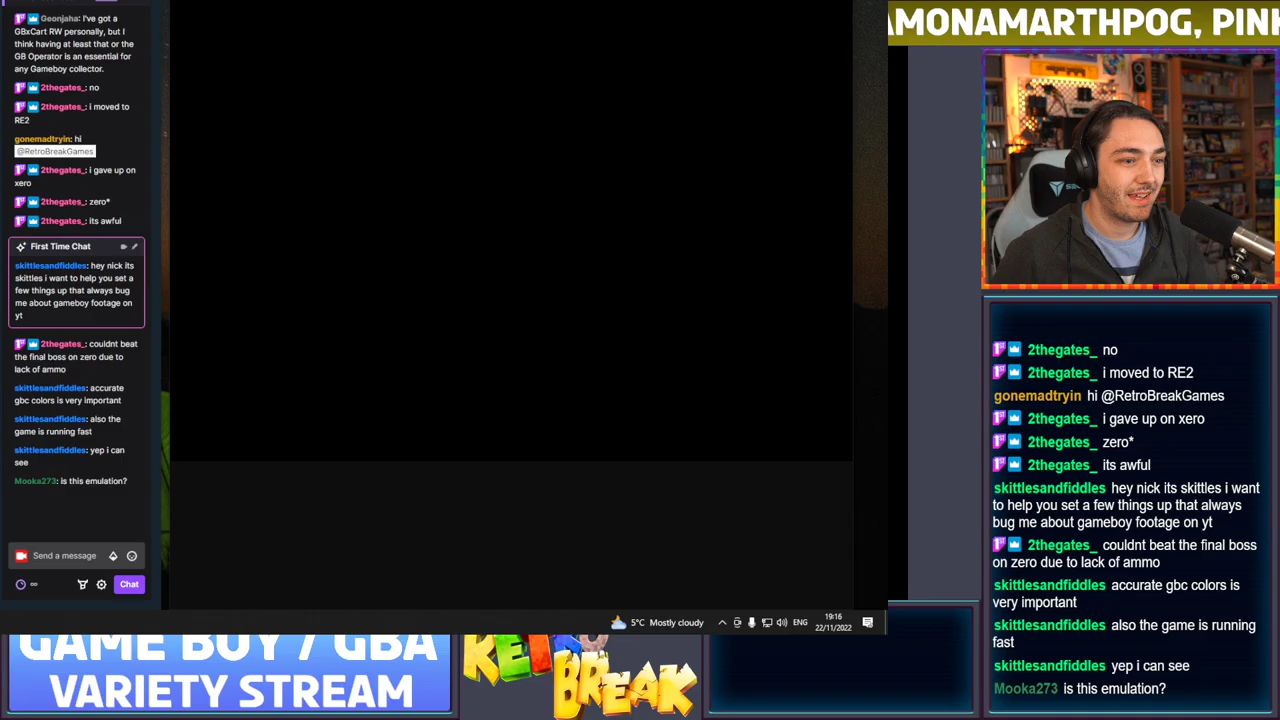 Geonjaha: I've got a
GBxCart RW personally, but I
think having at least that or the
GB Operator is an essential for
any Gameboy collector.
2thegates_: no
2thegates_: i moved to
RE2
gonemadtryin: hi
@RetroBreakGames
2thegates_: i gave up on
xero
2thegates_: zero*
2thegates_: its awful
First Time Chat
skittlesandfiddles: hey nick its
skittles i want to help you set a
few things up that always bug
me about gameboy footage on
yt
2thegates_: couldnt beat
the final boss on zero due to
lack of ammo
skittlesandfiddles: accurate
gbc colors is very important
skittlesandfiddles: also the
game is running fast
skittlesandfiddles: yep i can
see
Mooka273: is this emulation?
Send a message
Chat
5°C Mostly cloudy
ENG
19:16
22/11/2022
AMONAMARTHPOG, PINK
2thegates_ no
2thegates_ i moved to RE2
gonemadtryin hi @RetroBreakGames
2thegates_ i gave up on xero
2thegates_ zero*
2thegates_ its awful
skittlesandfiddles hey nick its skittles i want
to help you set a few things up that always
bug me about gameboy footage on yt
2thegates_ couldnt beat the final boss
on zero due to lack of ammo
skittlesandfiddles accurate gbc colors is
very important
skittlesandfiddles also the game is running
fast
skittlesandfiddles yep i can see
Mooka273 is this emulation?
GAME BUY / GBA
VARIETY STREAM
RETRO
BREAK